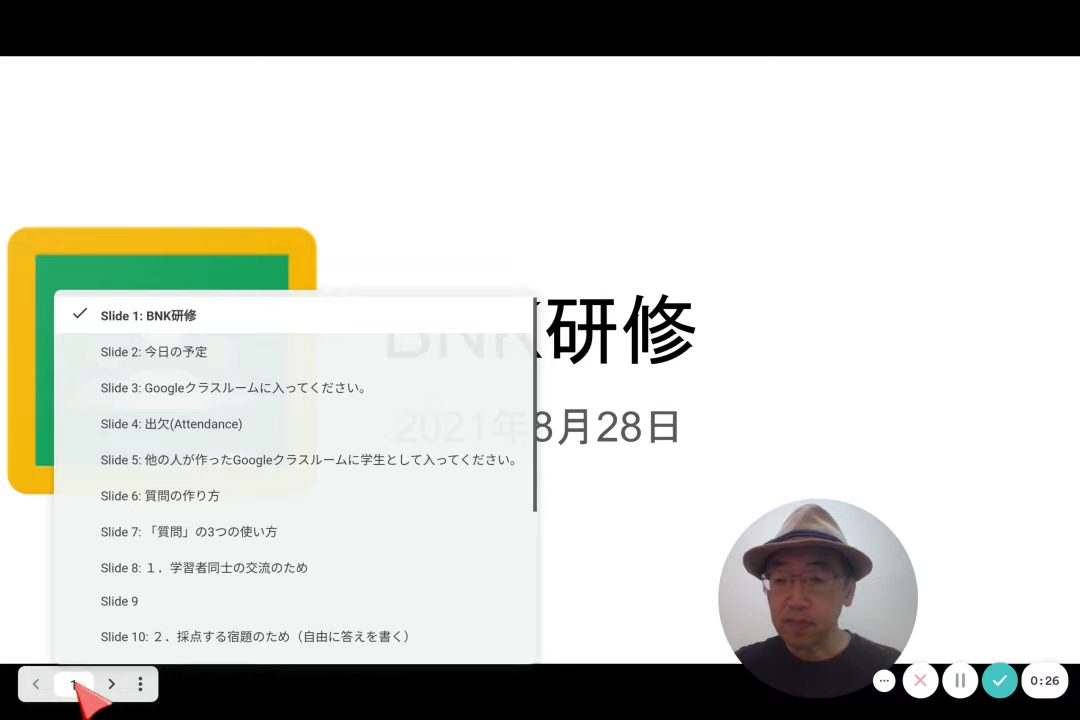 BNK研修
2021年8月28日
Slide 1: BNK研修
Slide 2: 今日の予定
Slide 3: Googleクラスルームに入ってください。
Slide 4: 出欠(Attendance)
Slide 5: 他の人が作ったGoogleクラスルームに学生として入ってください。
Slide 6: 質問の作り方
Slide 7: 「質問」の3つの使い方
Slide 8: １．学習者同士の交流のため
Slide 9
Slide 10: ２．採点する宿題のため（自由に答えを書く）
1
0:26